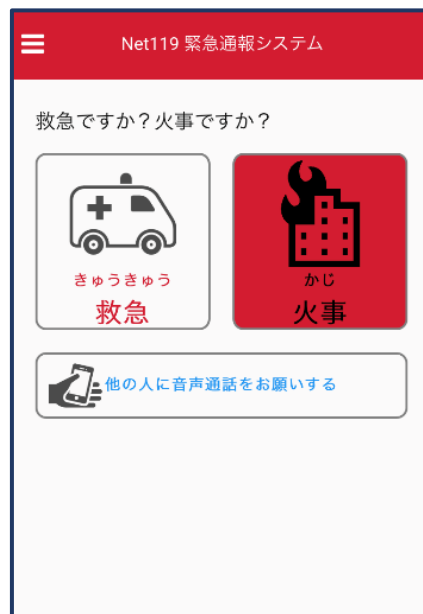 Net119 緊急通報システム
救急ですか？火事ですか？
きゅうきゅう
救急
かじ
火事
他の人に音声通話をお願いする